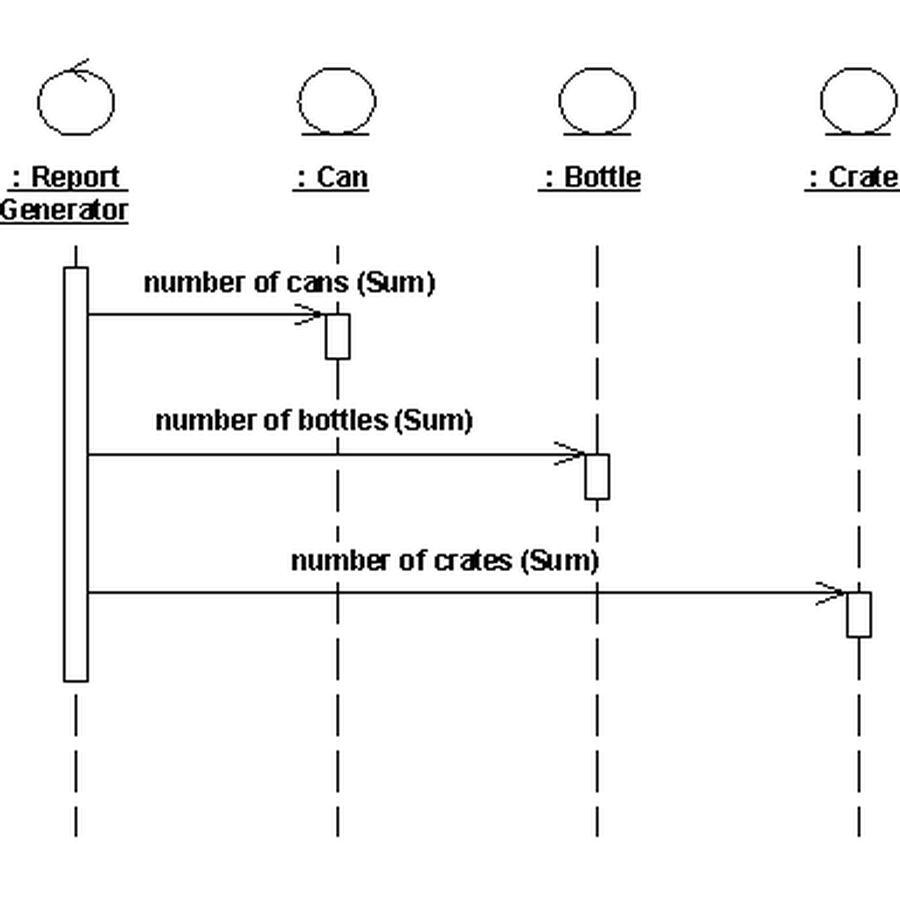 : Report
Generator
: Can
: Bottle
: Crate
number of cans (Sum)
number of bottles (Sum)
number of crates (Sum)